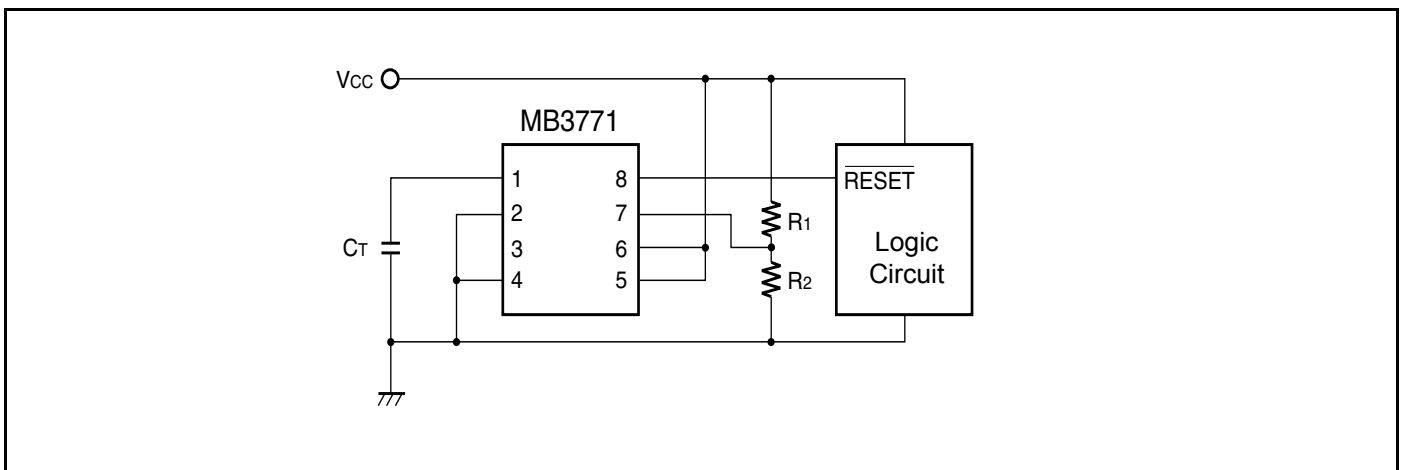 VCC
MB3771
1 8
2 7
3 6
4 5
CT
R1
R2
RESET
Logic
Circuit